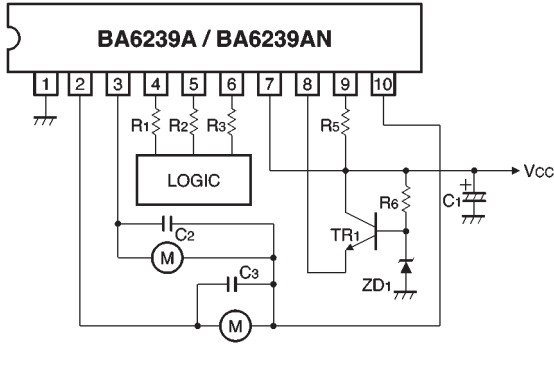 BA6239A / BA6239AN
1 2 3 4 5 6 7 8 9 10
R1 R2 R3 R5
LOGIC
VCC
R6 C1
+
C2 TR1
M
C3 ZD1
M